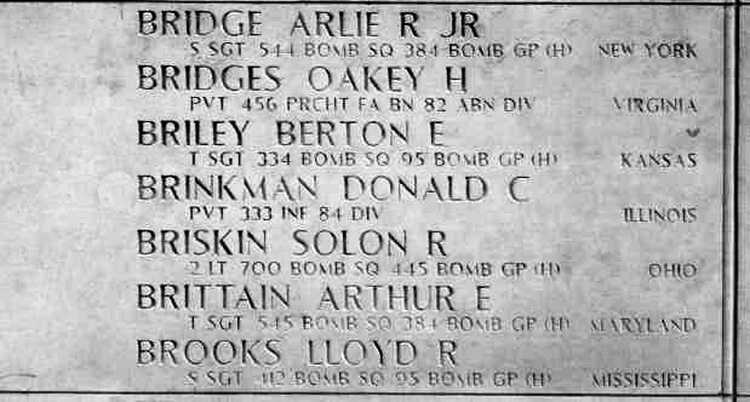 BRIDGE ARLIE R JR
S SGT 544 BOMB SQ 384 BOMB GP (H) NEW YORK
BRIDGES OAKEY H
PVT 456 PRCHT FA BN 82 ABN DIV VIRGINIA
BRILEY BERTON E
T SGT 334 BOMB SQ 95 BOMB GP (H) KANSAS
BRINKMAN DONALD C
PVT 333 INF 84 DIV ILLINOIS
BRISKIN SOLON R
2 LT 700 BOMB SQ 445 BOMB GP (H) OHIO
BRITTAIN ARTHUR E
T SGT 545 BOMB SQ 384 BOMB GP (H) MARYLAND
BROOKS LLOYD R
S SGT 412 BOMB SQ 95 BOMB GP (H) MISSISSIPPI